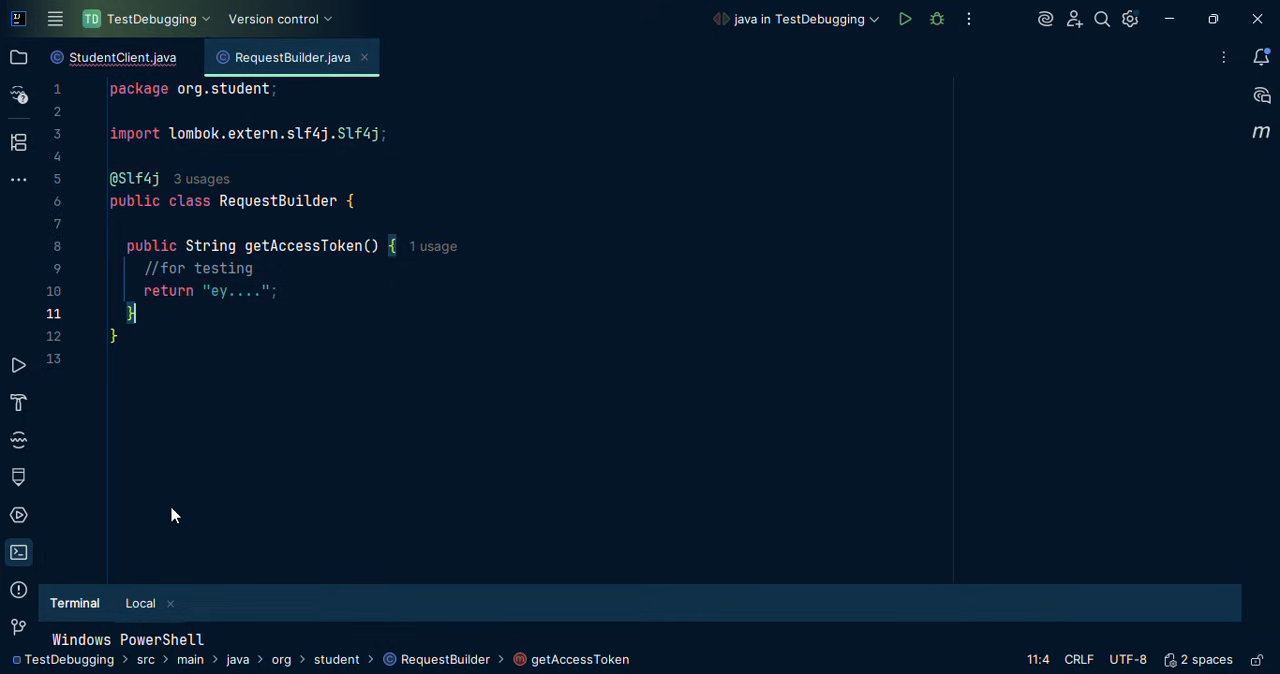 TD TestDebugging Version control java in TestDebugging
StudentClient.java RequestBuilder.java
1 package org.student;
2
3 import lombok.extern.slf4j.Slf4j;
4
5 @Slf4j 3 usages
6 public class RequestBuilder {
7
8 public String getAccessToken() { 1 usage
9 //for testing
10 return "ey....";
11 }
12 }
13
m
Terminal Local
Windows PowerShell
TestDebugging > src > main > java > org > student > RequestBuilder > getAccessToken 11:4 CRLF UTF-8 2 spaces